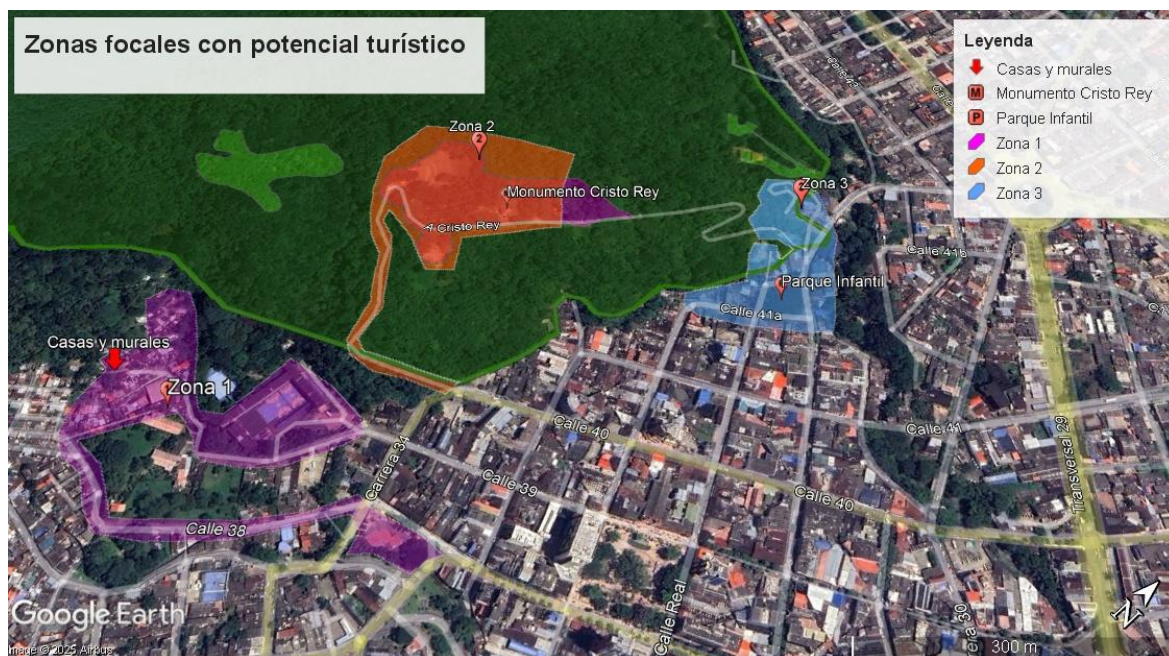 Zonas focales con potencial turístico
Leyenda
Casas y murales
M
Monumento Cristo Rey
P
Parque Infantil
Zona 1
Zona 2
Zona 3
Zona 2
2
Monumento Cristo Rey
A Cristo Rey
Zona 3
Calle 41b
Parque Infantil
Calle 41a
Casas y murales
Zona 1
Calle 40
Calle 41
Transversal 29
Carrera 34
Calle 39
Calle 40
Calle 38
Calle Real
Carrera 30
Google Earth
Image © 2025 Airbus
N
300 m